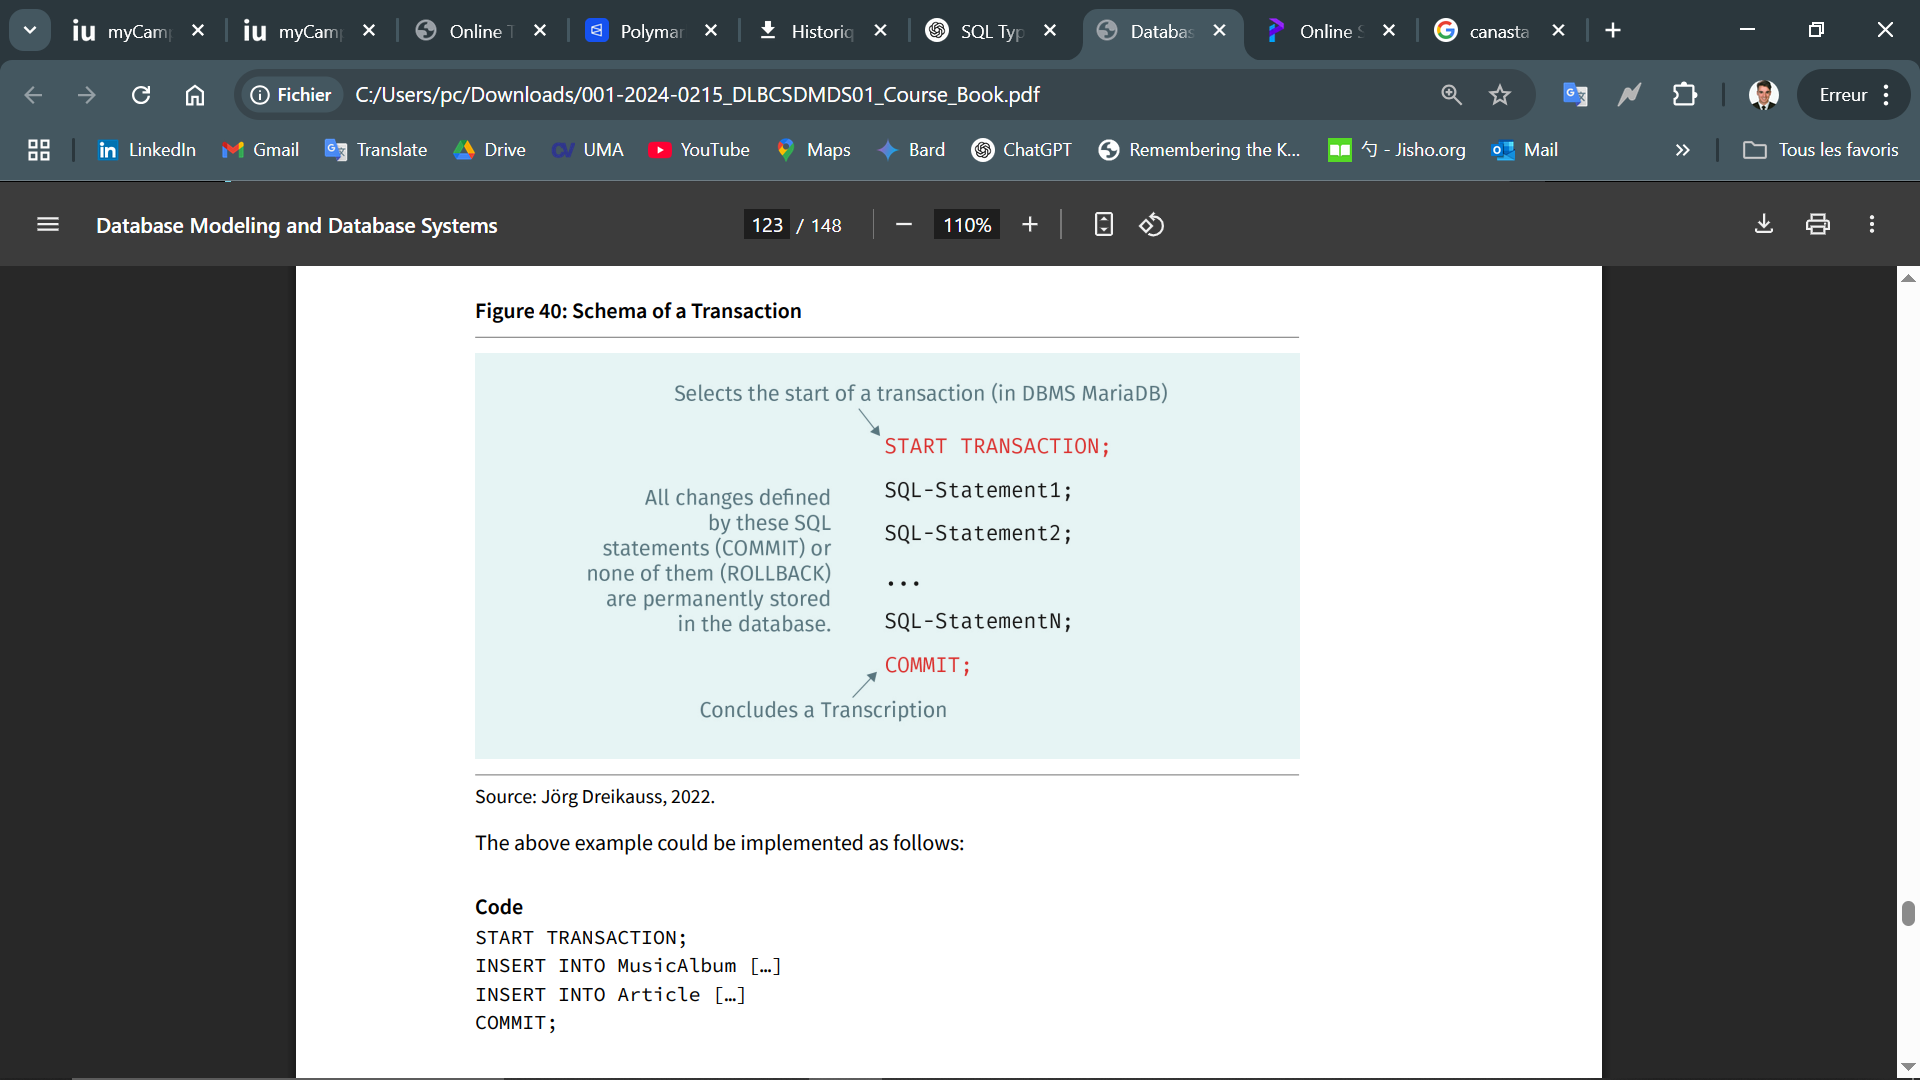 iu myCam
iu myCam
Online T
Polymar
Historiq
SQL Typ
Databas
Online S
canasta
Fichier
C:/Users/pc/Downloads/001-2024-0215_DLBCSDMDS01_Course_Book.pdf
Erreur
LinkedIn
Gmail
Translate
Drive
UMA
YouTube
Maps
Bard
ChatGPT
Remembering the K...
勺 - Jisho.org
Mail
»
Tous les favoris
Database Modeling and Database Systems
123 / 148
110%
Figure 40: Schema of a Transaction
Selects the start of a transaction (in DBMS MariaDB)
START TRANSACTION;
All changes defined
by these SQL
statements (COMMIT) or
none of them (ROLLBACK)
are permanently stored
in the database.
SQL-Statement1;
SQL-Statement2;
...
SQL-StatementN;
COMMIT;
Concludes a Transcription
Source: Jörg Dreikauss, 2022.
The above example could be implemented as follows:
Code
START TRANSACTION;
INSERT INTO MusicAlbum […]
INSERT INTO Article […]
COMMIT;